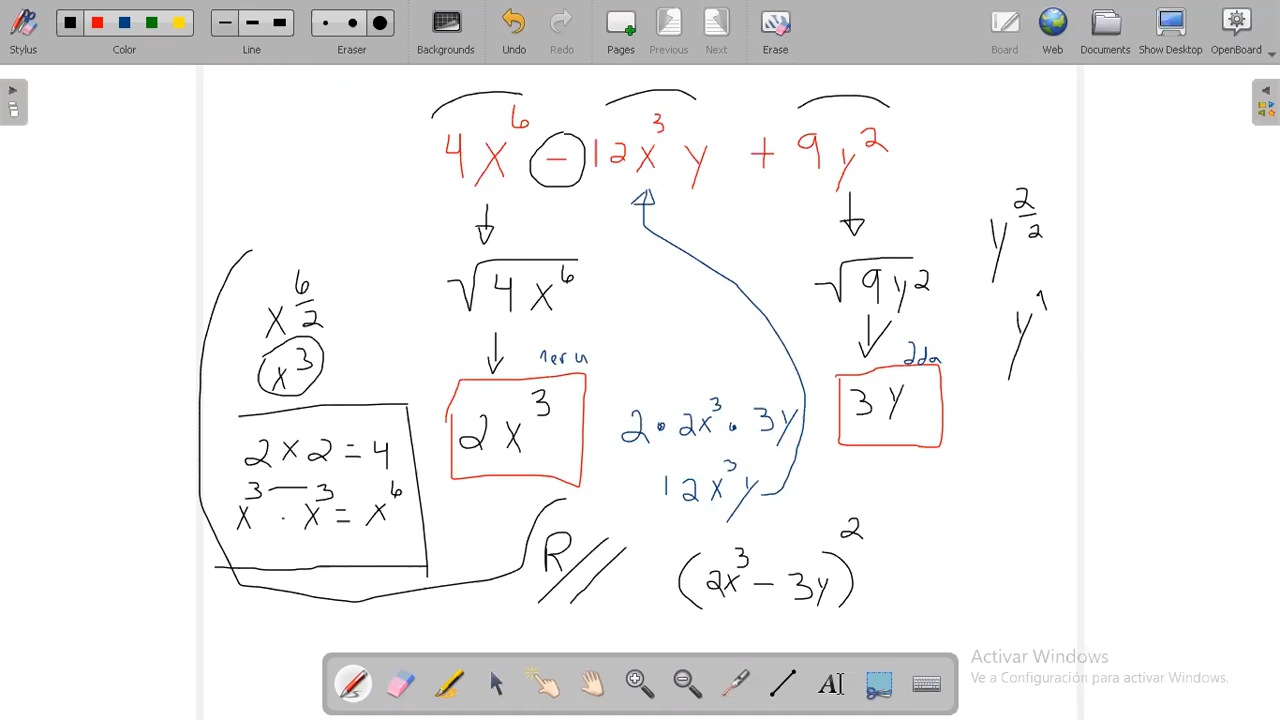 Stylus
Color
Line
Eraser
Backgrounds
Undo
Redo
Pages
Previous
Next
Erase
Board
Web
Documents
Show Desktop
OpenBoard
4x⁶ − 12x³y + 9y²
√4x⁶
√9y²
y^(2/2)
y¹
x^(6/2)
x³
1er
2da
2x³
3y
2 · 2x³ · 3y
12x³y
2 x 2 = 4
x³ · x³ = x⁶
R// (2x³ − 3y)²
Activar Windows
Ve a Configuración para activar Windows.
AI